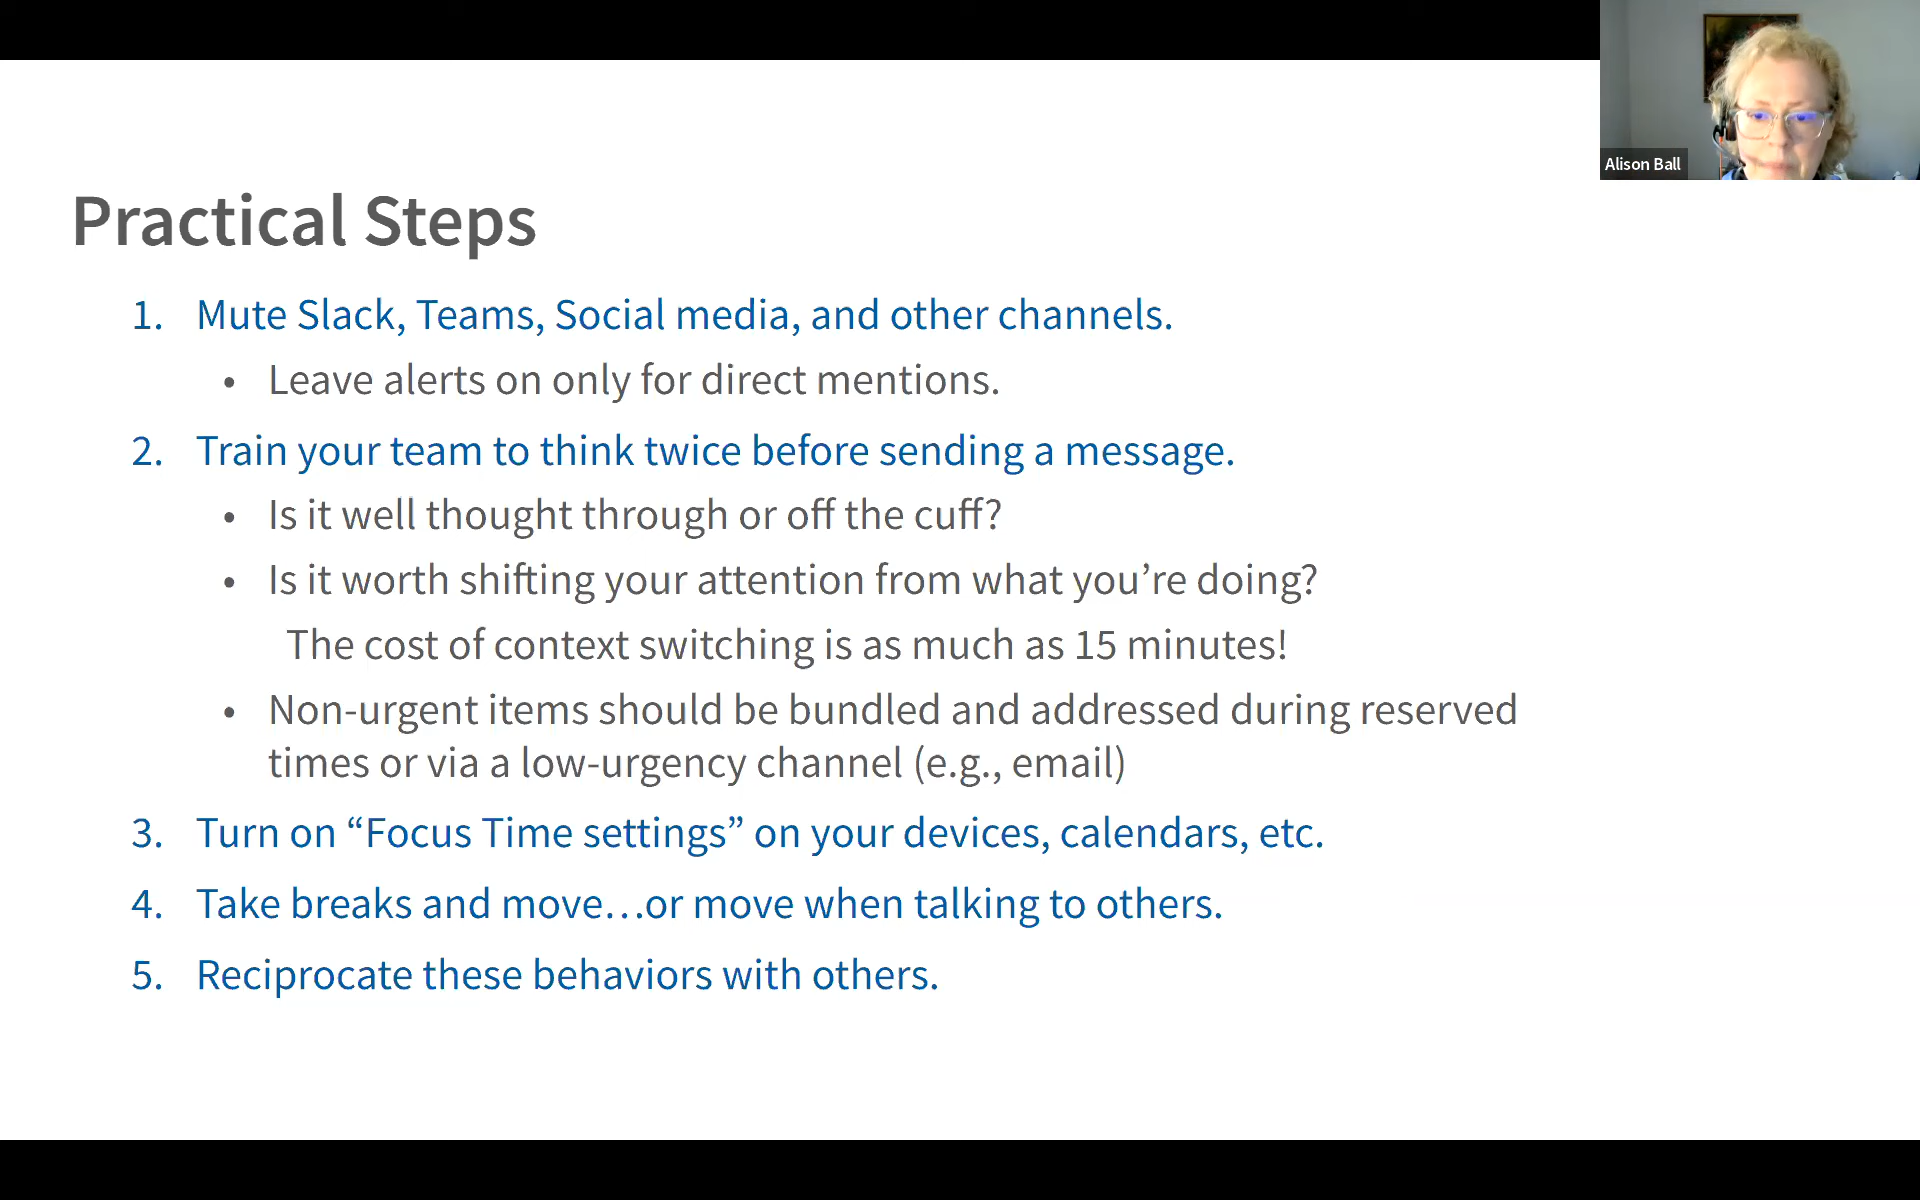 Alison Ball
Practical Steps
1. Mute Slack, Teams, Social media, and other channels.
• Leave alerts on only for direct mentions.
2. Train your team to think twice before sending a message.
• Is it well thought through or off the cuff?
• Is it worth shifting your attention from what you’re doing?
The cost of context switching is as much as 15 minutes!
• Non-urgent items should be bundled and addressed during reserved
times or via a low-urgency channel (e.g., email)
3. Turn on “Focus Time settings” on your devices, calendars, etc.
4. Take breaks and move…or move when talking to others.
5. Reciprocate these behaviors with others.